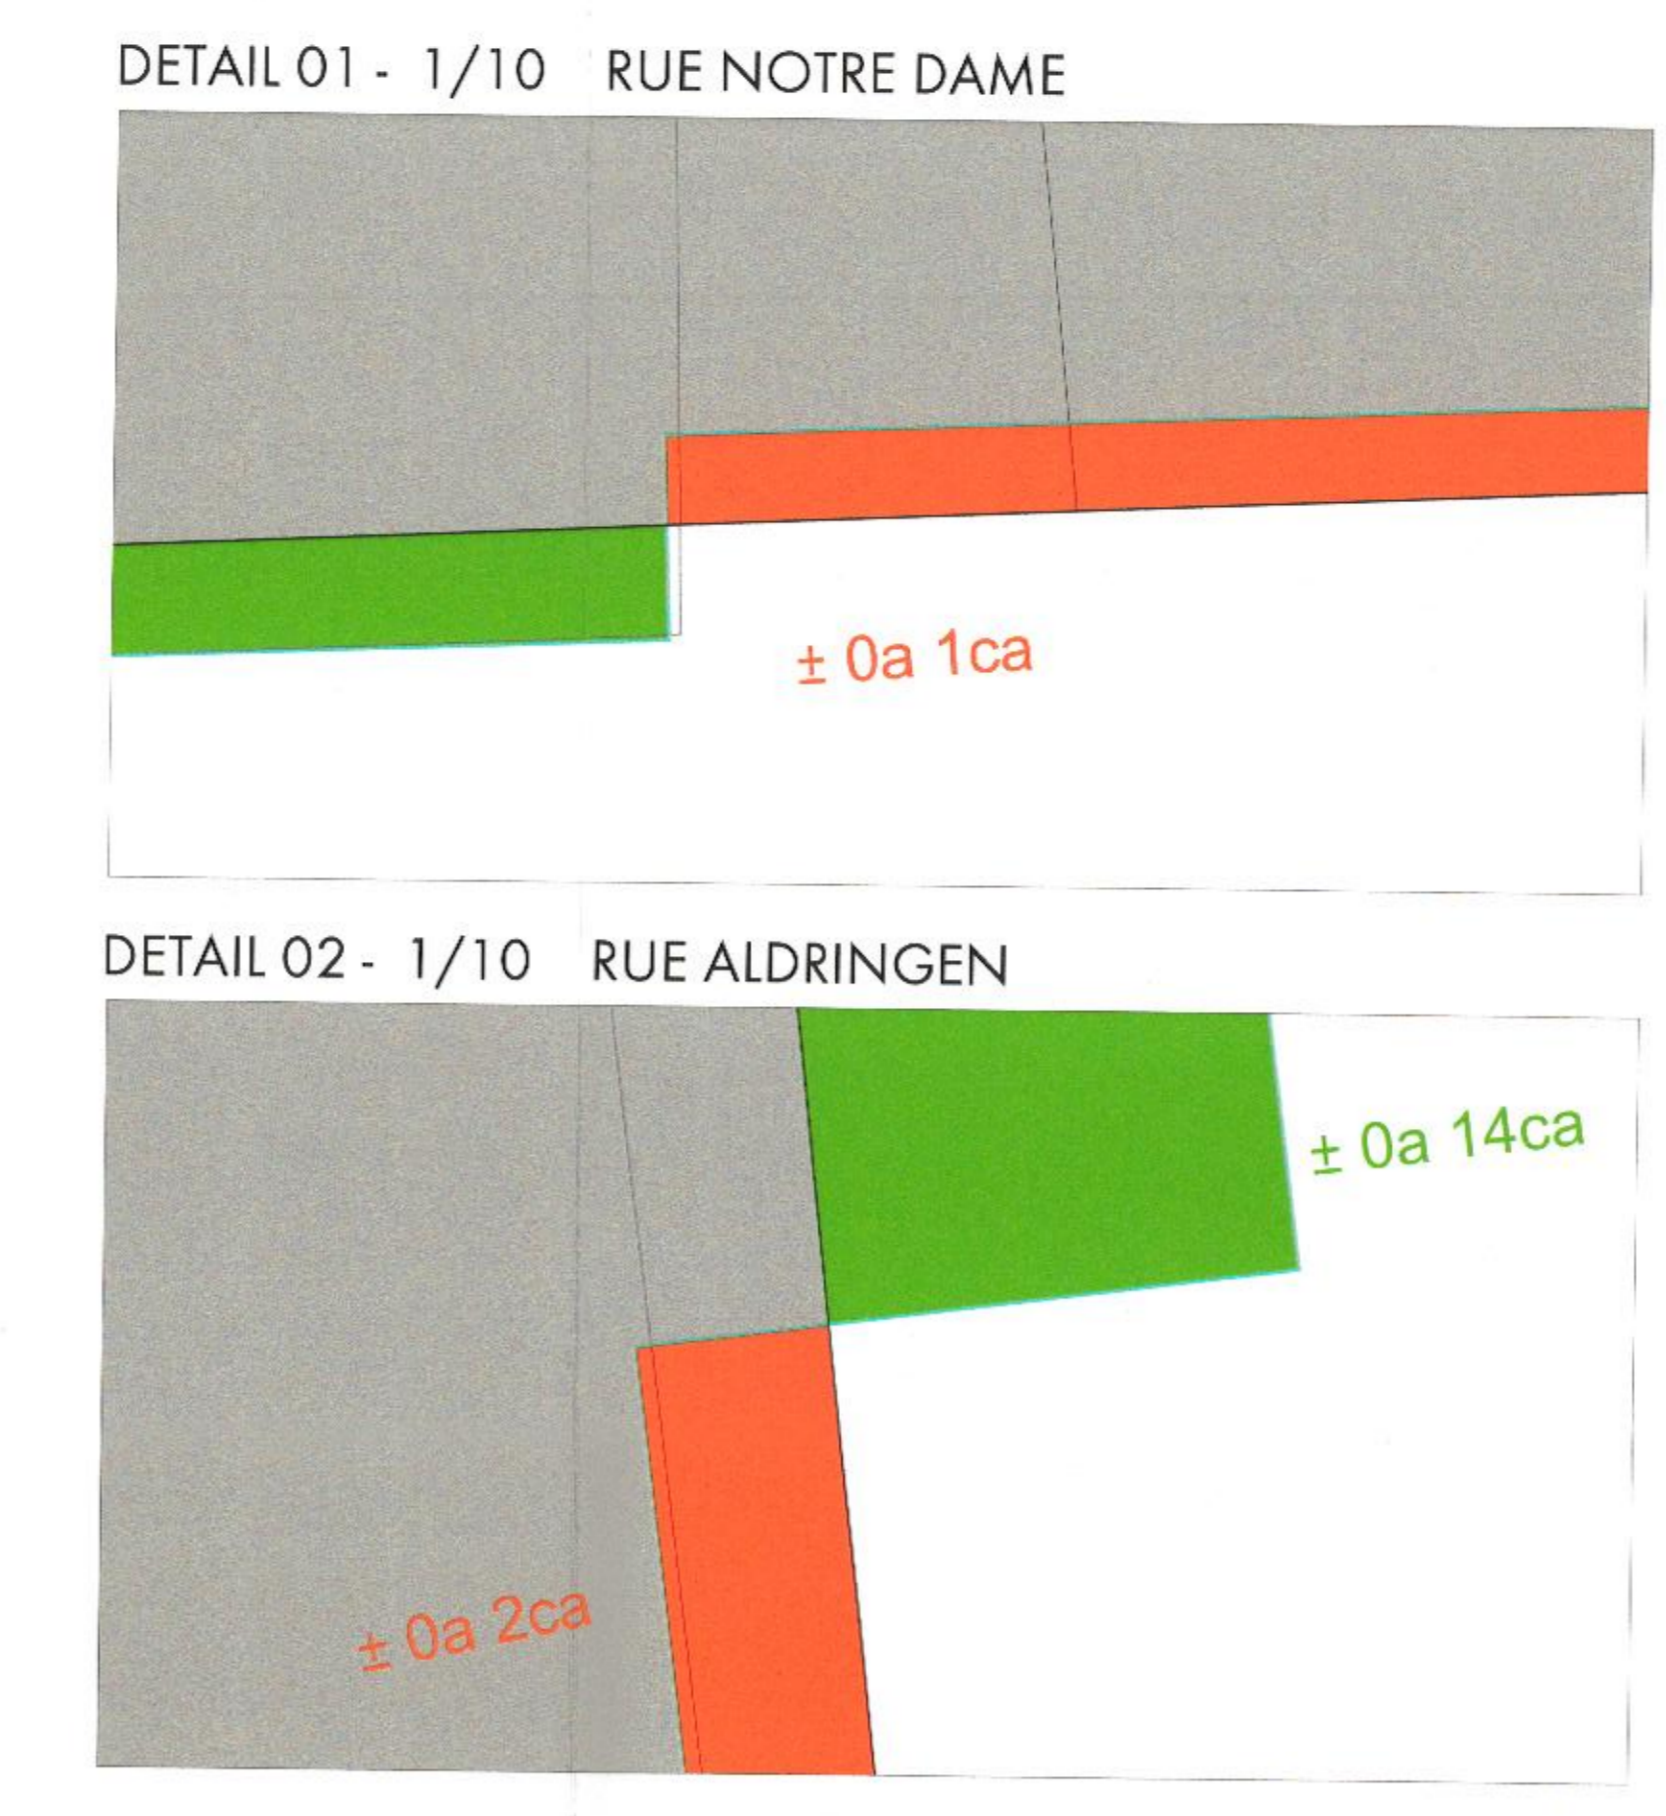 DETAIL 01 - 1/10 RUE NOTRE DAME
± 0a 1ca
DETAIL 02 - 1/10 RUE ALDRINGEN
± 0a 14ca
± 0a 2ca